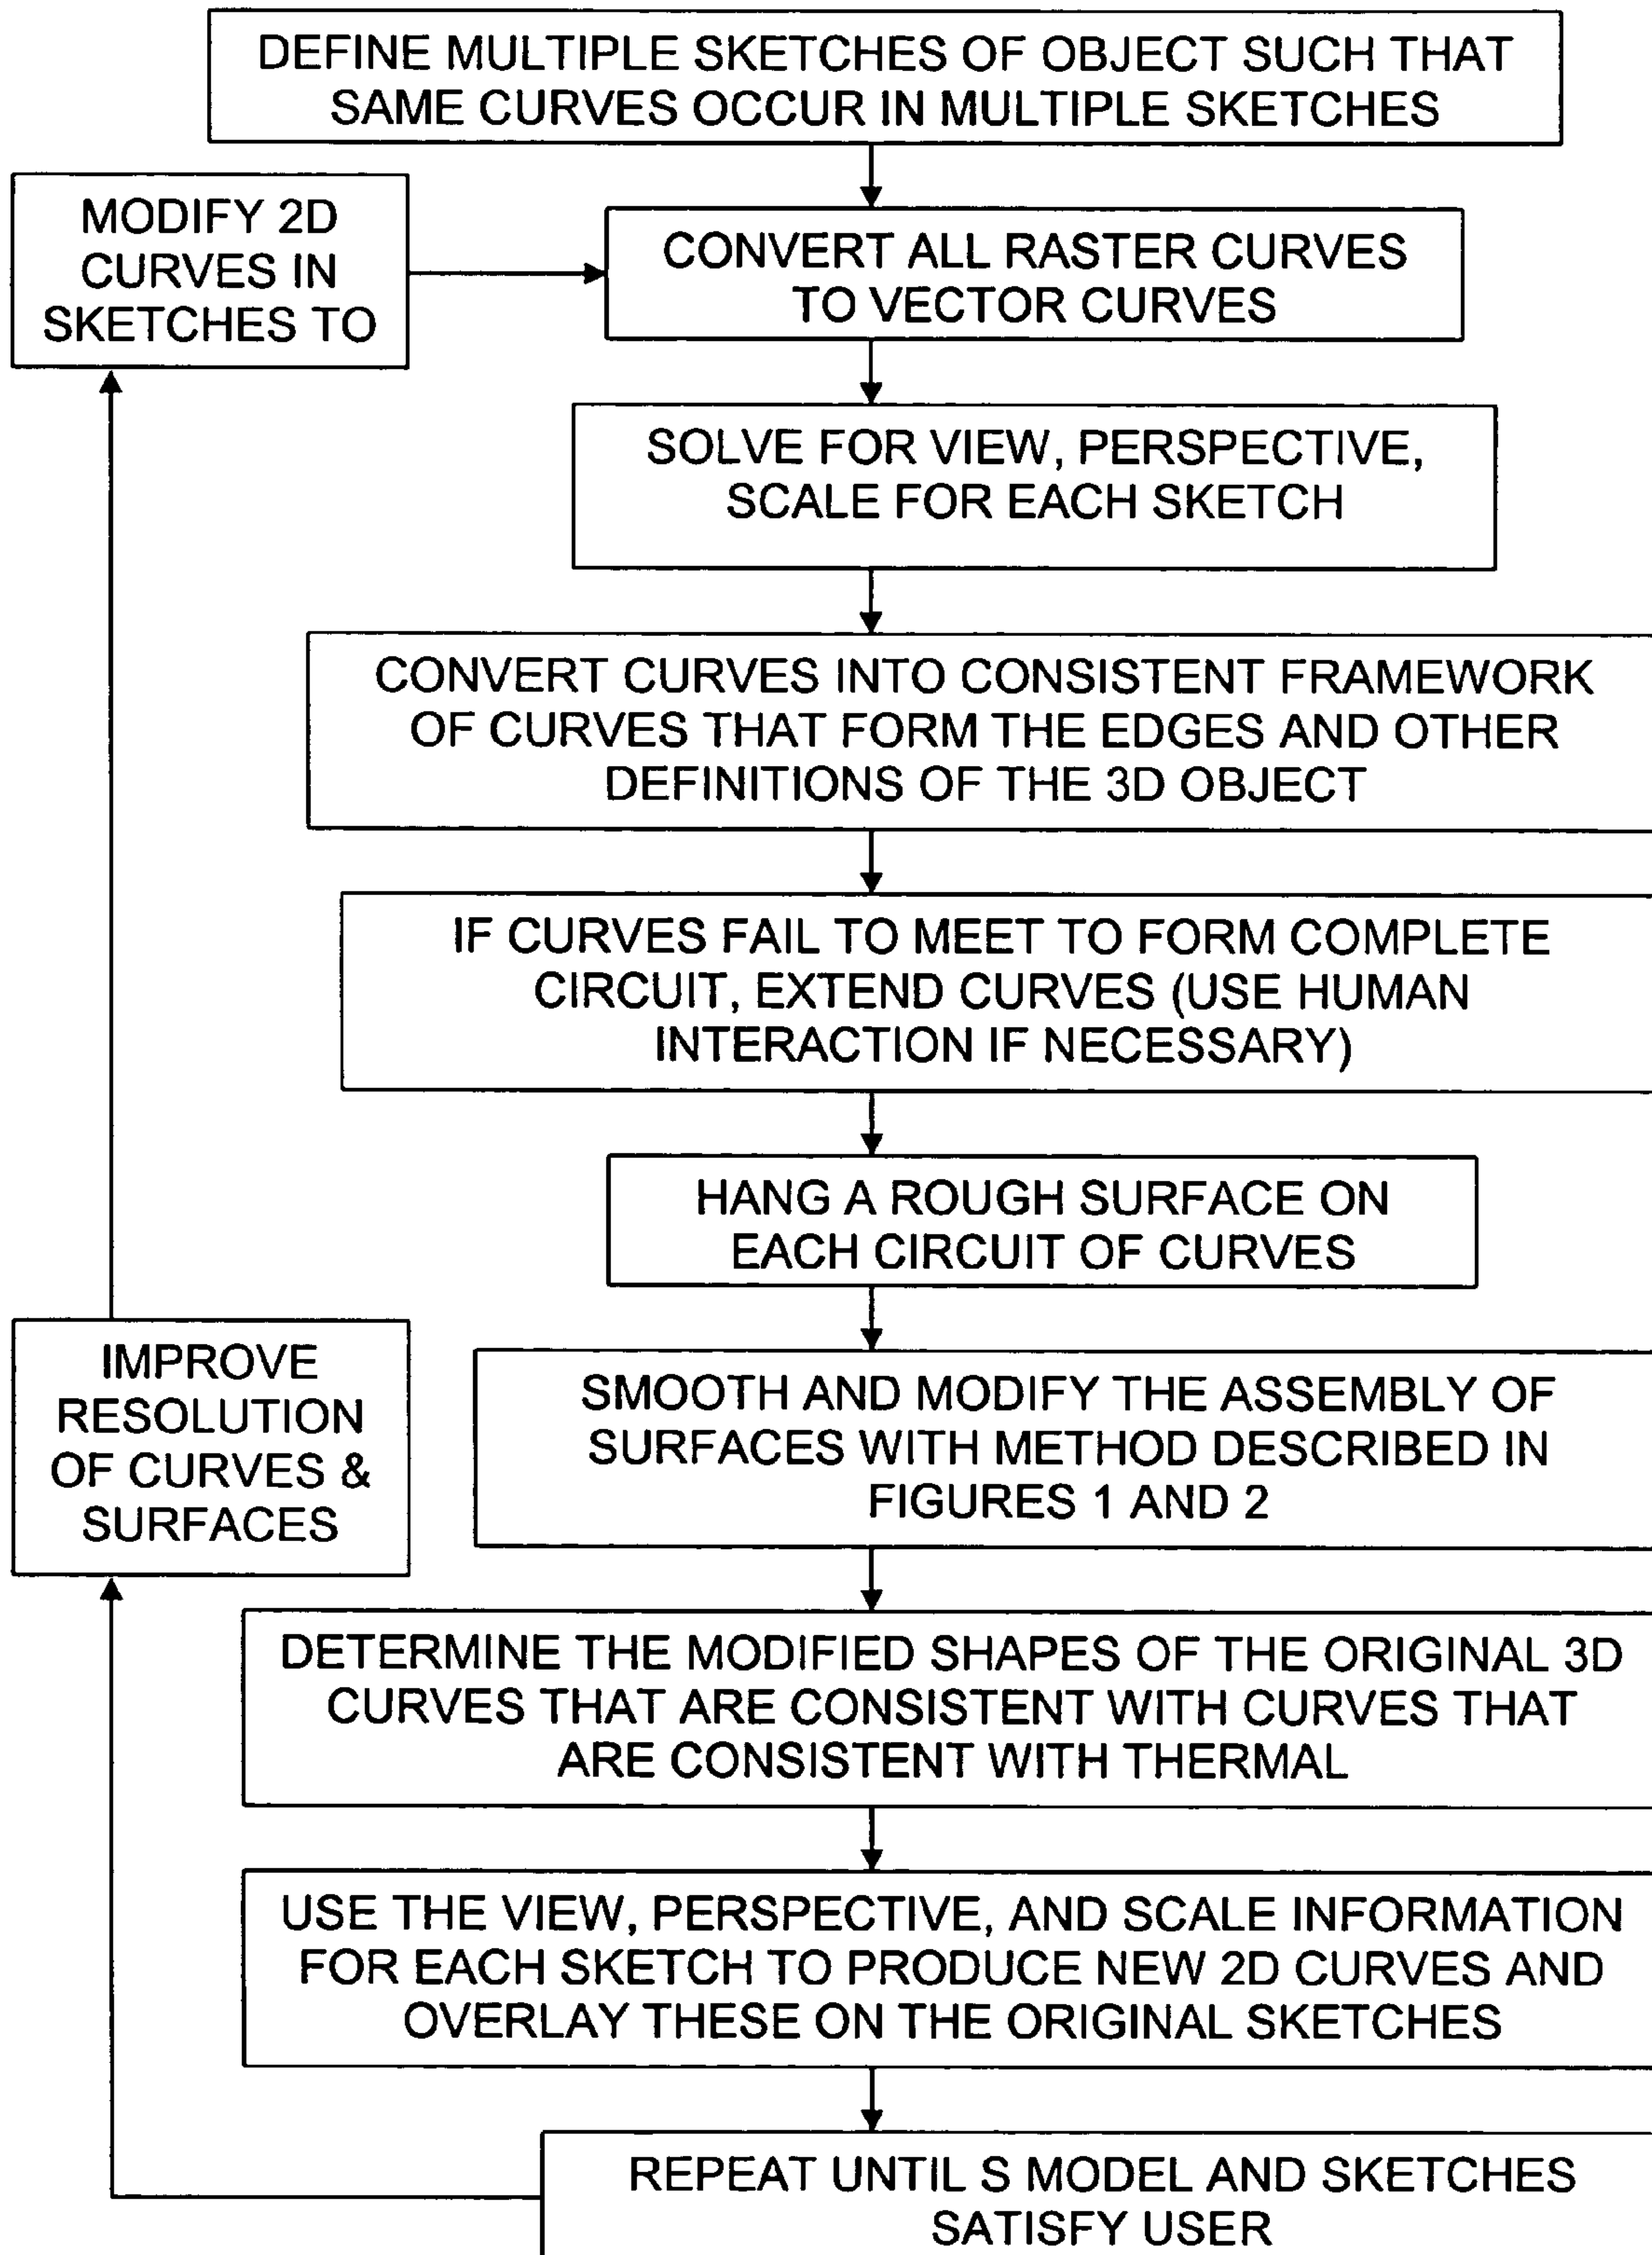 DEFINE MULTIPLE SKETCHES OF OBJECT SUCH THAT
SAME CURVES OCCUR IN MULTIPLE SKETCHES
MODIFY 2D
CURVES IN
SKETCHES TO
CONVERT ALL RASTER CURVES
TO VECTOR CURVES
SOLVE FOR VIEW, PERSPECTIVE,
SCALE FOR EACH SKETCH
CONVERT CURVES INTO CONSISTENT FRAMEWORK
OF CURVES THAT FORM THE EDGES AND OTHER
DEFINITIONS OF THE 3D OBJECT
IF CURVES FAIL TO MEET TO FORM COMPLETE
CIRCUIT, EXTEND CURVES (USE HUMAN
INTERACTION IF NECESSARY)
HANG A ROUGH SURFACE ON
EACH CIRCUIT OF CURVES
IMPROVE
RESOLUTION
OF CURVES &
SURFACES
SMOOTH AND MODIFY THE ASSEMBLY OF
SURFACES WITH METHOD DESCRIBED IN
FIGURES 1 AND 2
DETERMINE THE MODIFIED SHAPES OF THE ORIGINAL 3D
CURVES THAT ARE CONSISTENT WITH CURVES THAT
ARE CONSISTENT WITH THERMAL
USE THE VIEW, PERSPECTIVE, AND SCALE INFORMATION
FOR EACH SKETCH TO PRODUCE NEW 2D CURVES AND
OVERLAY THESE ON THE ORIGINAL SKETCHES
REPEAT UNTIL S MODEL AND SKETCHES
SATISFY USER